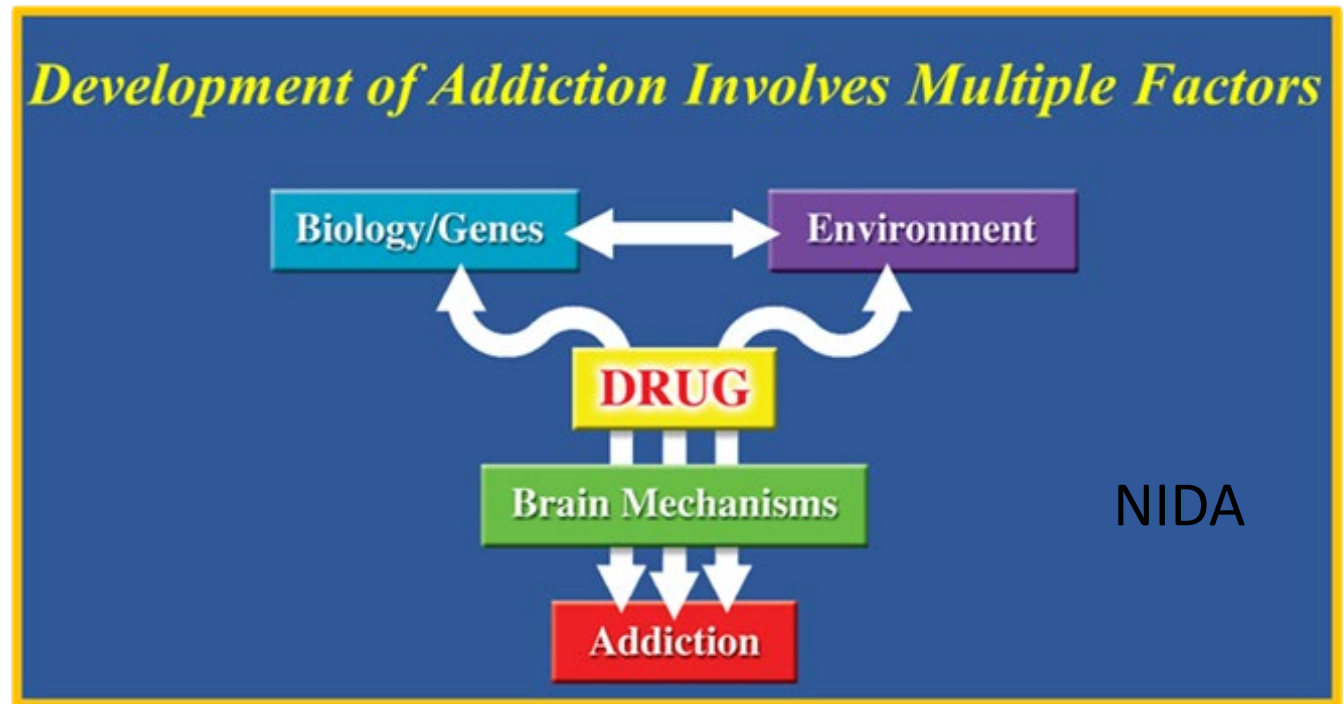 Development of Addiction Involves Multiple Factors
Biology/Genes
Environment
DRUG
Brain Mechanisms
NIDA
Addiction